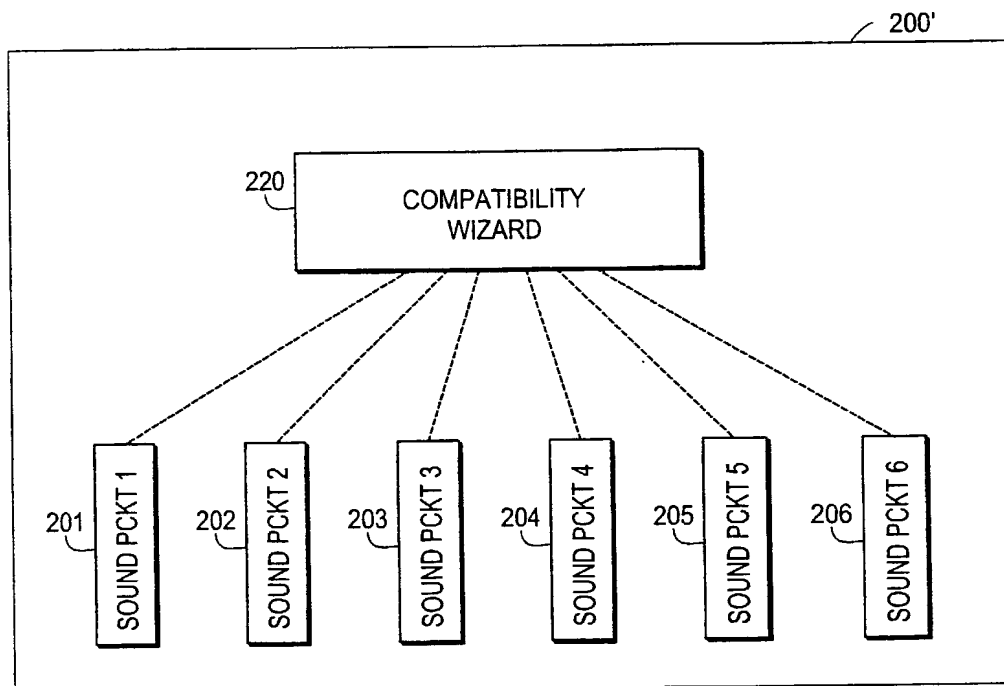 200'
220
COMPATIBILITY
WIZARD
201
SOUND PCKT 1
202
SOUND PCKT 2
203
SOUND PCKT 3
204
SOUND PCKT 4
205
SOUND PCKT 5
206
SOUND PCKT 6